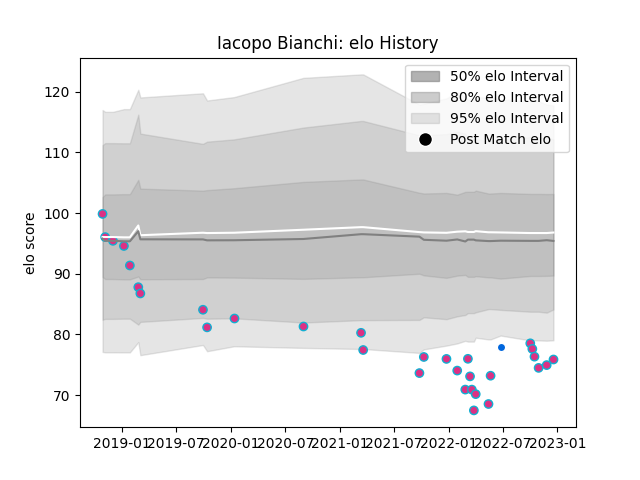 Iacopo Bianchi: elo History
50% elo Interval
80% elo Interval
95% elo Interval
Post Match elo
elo score
120
110
100
90
80
70
2019-01 2019-07 2020-01 2020-07 2021-01 2021-07 2022-01 2022-07 2023-01